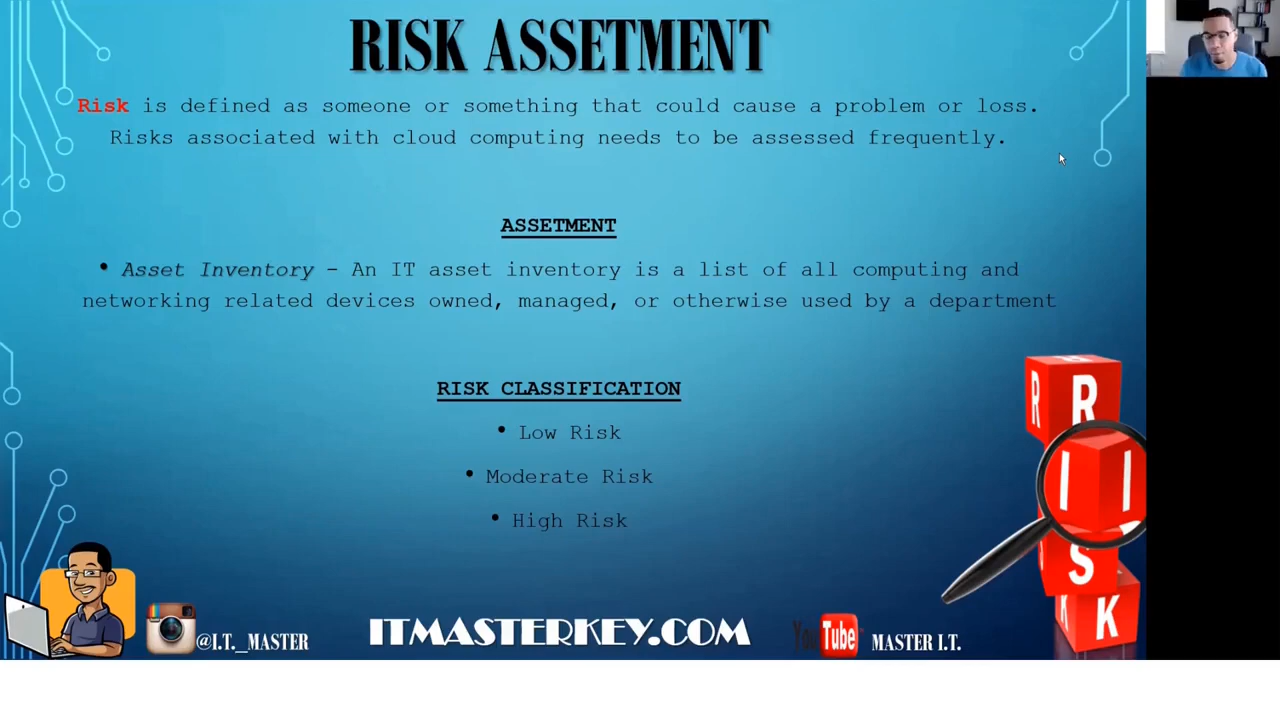 RISK ASSETMENT
Risk is defined as someone or something that could cause a problem or loss.
Risks associated with cloud computing needs to be assessed frequently.
ASSETMENT
• Asset Inventory – An IT asset inventory is a list of all computing and
networking related devices owned, managed, or otherwise used by a department
RISK CLASSIFICATION
• Low Risk
• Moderate Risk
• High Risk
R R
I I
S
K K
@I.T._MASTER
ITMASTERKEY.COM
YouTube MASTER I.T.